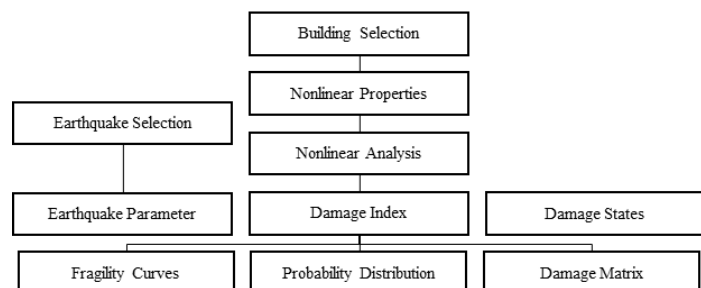 Building Selection
Nonlinear Properties
Earthquake Selection
Nonlinear Analysis
Earthquake Parameter
Damage Index
Damage States
Fragility Curves
Probability Distribution
Damage Matrix